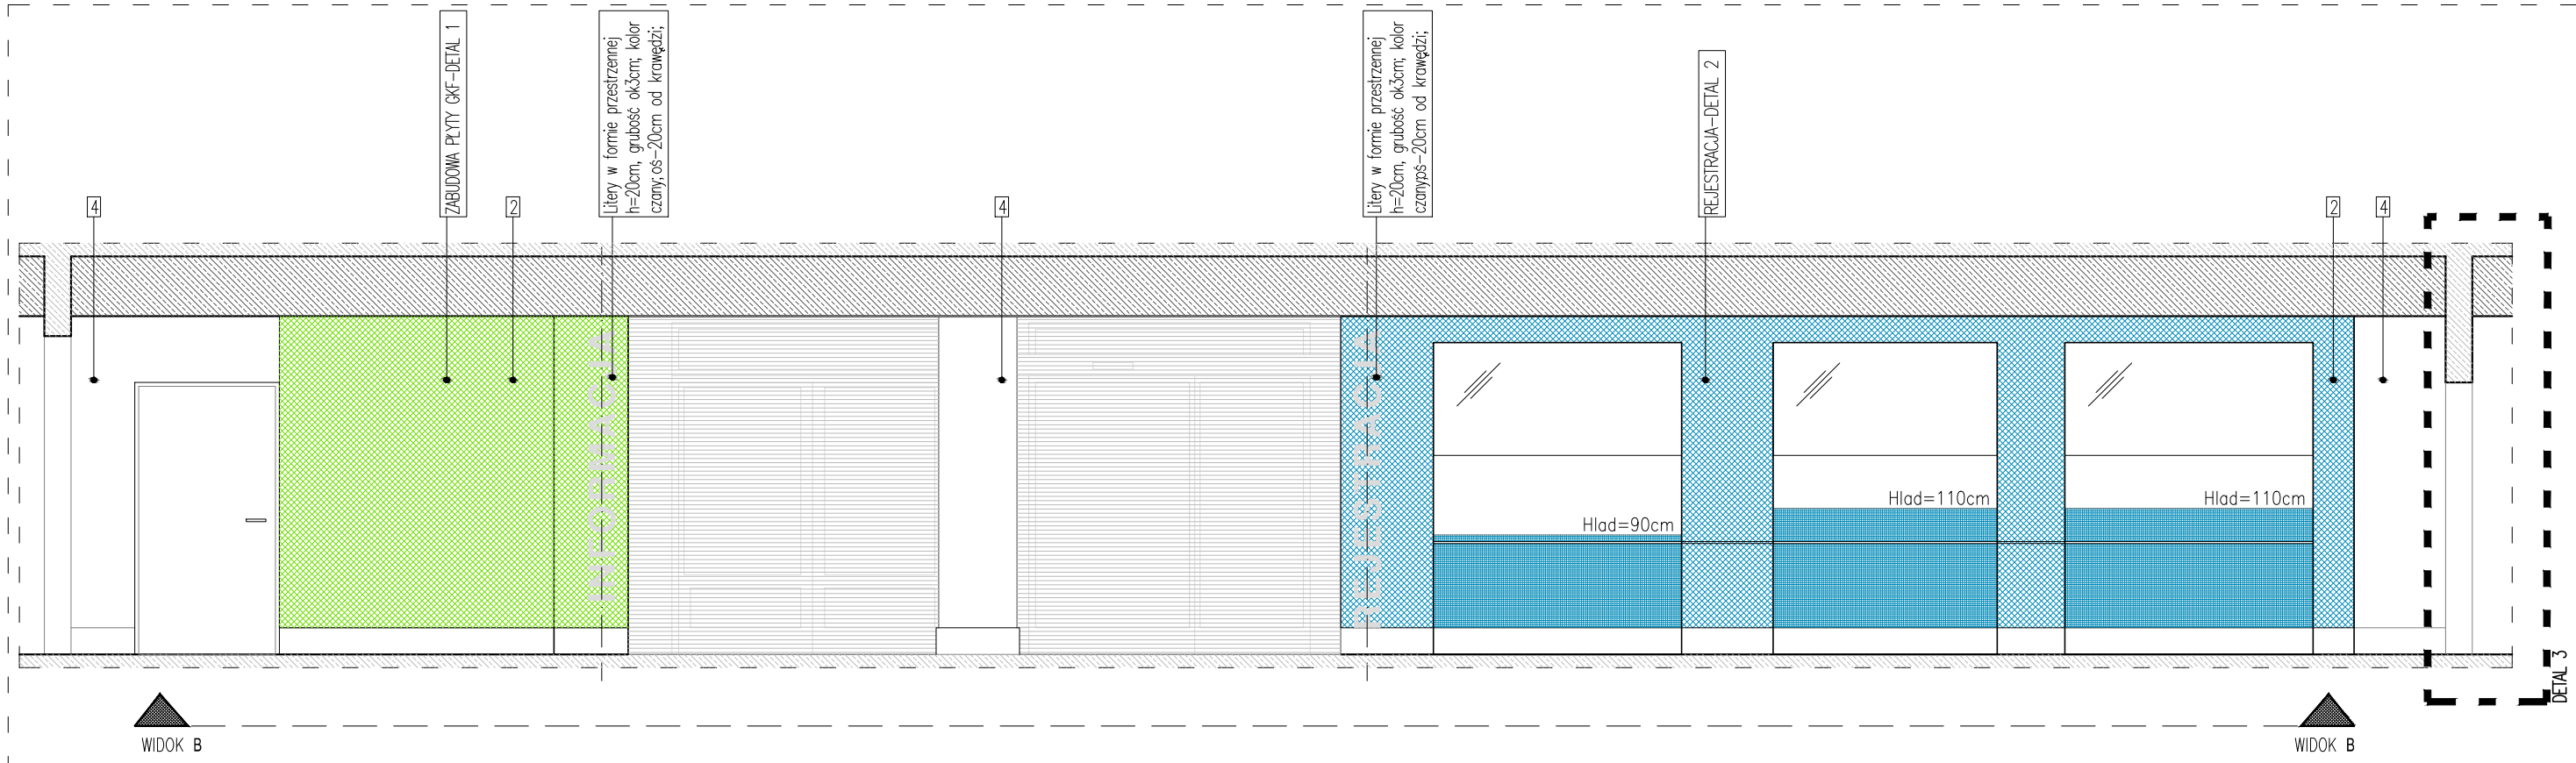 4
ZABUDOWA PŁYTY GKF-DETAL 1
2
Litery w formie przestrzennej
h=20cm, grubość ok3cm; kolor
czarny; oś-20cm od krawędzi;
4
Litery w formie przestrzennej
h=20cm, grubość ok3cm; kolor
czarnyoś-20cm od krawędzi;
REJESTRACJA-DETAL 2
2
4
INFORMACJA
REJESTRACJA
Hlad=90cm
Hlad=110cm
Hlad=110cm
DETAL 3
WIDOK B
WIDOK B